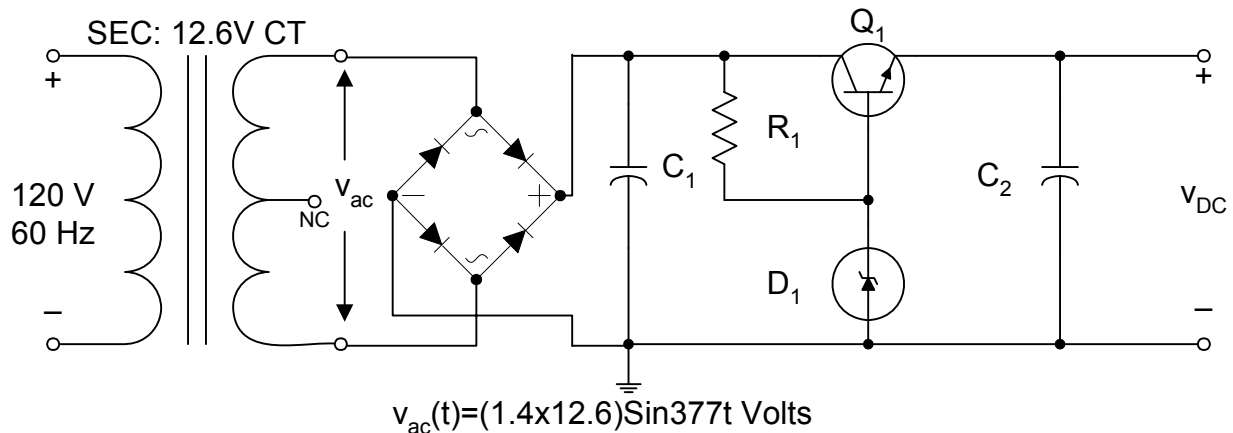 SEC: 12.6V CT
Q1
+
+
R1
C1
C2
120 V
60 Hz
NC
vac
−
+
vDC
D1
–
–
vac(t)=(1.4x12.6)Sin377t Volts